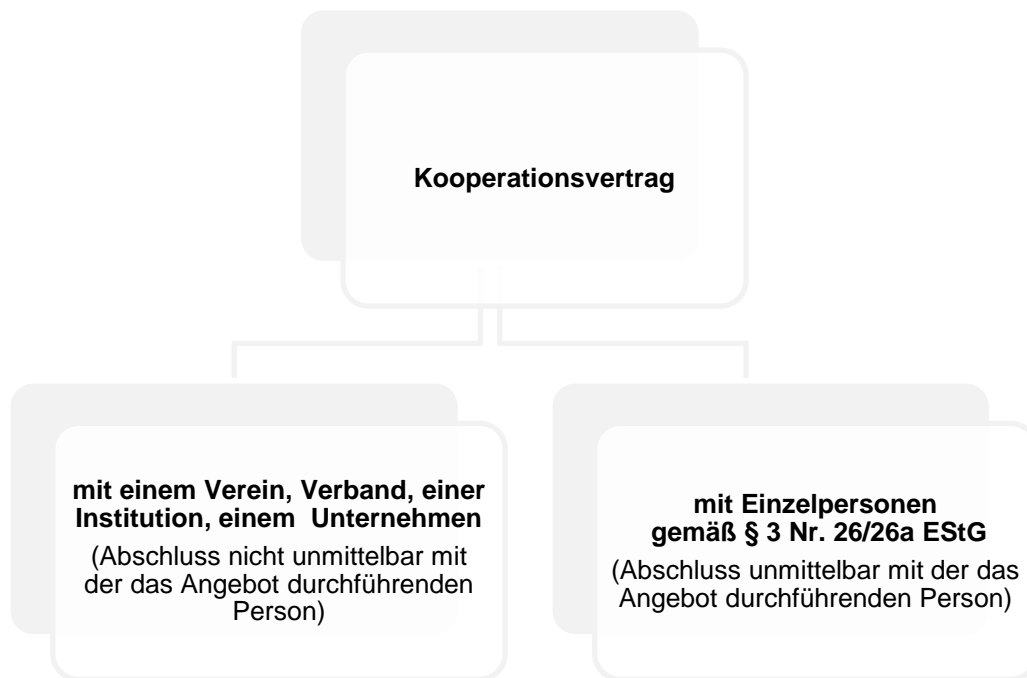 Kooperationsvertrag
mit einem Verein, Verband, einer
Institution, einem Unternehmen
(Abschluss nicht unmittelbar mit
der das Angebot durchführenden
Person)
mit Einzelpersonen
gemäß § 3 Nr. 26/26a EStG
(Abschluss unmittelbar mit der das
Angebot durchführenden Person)